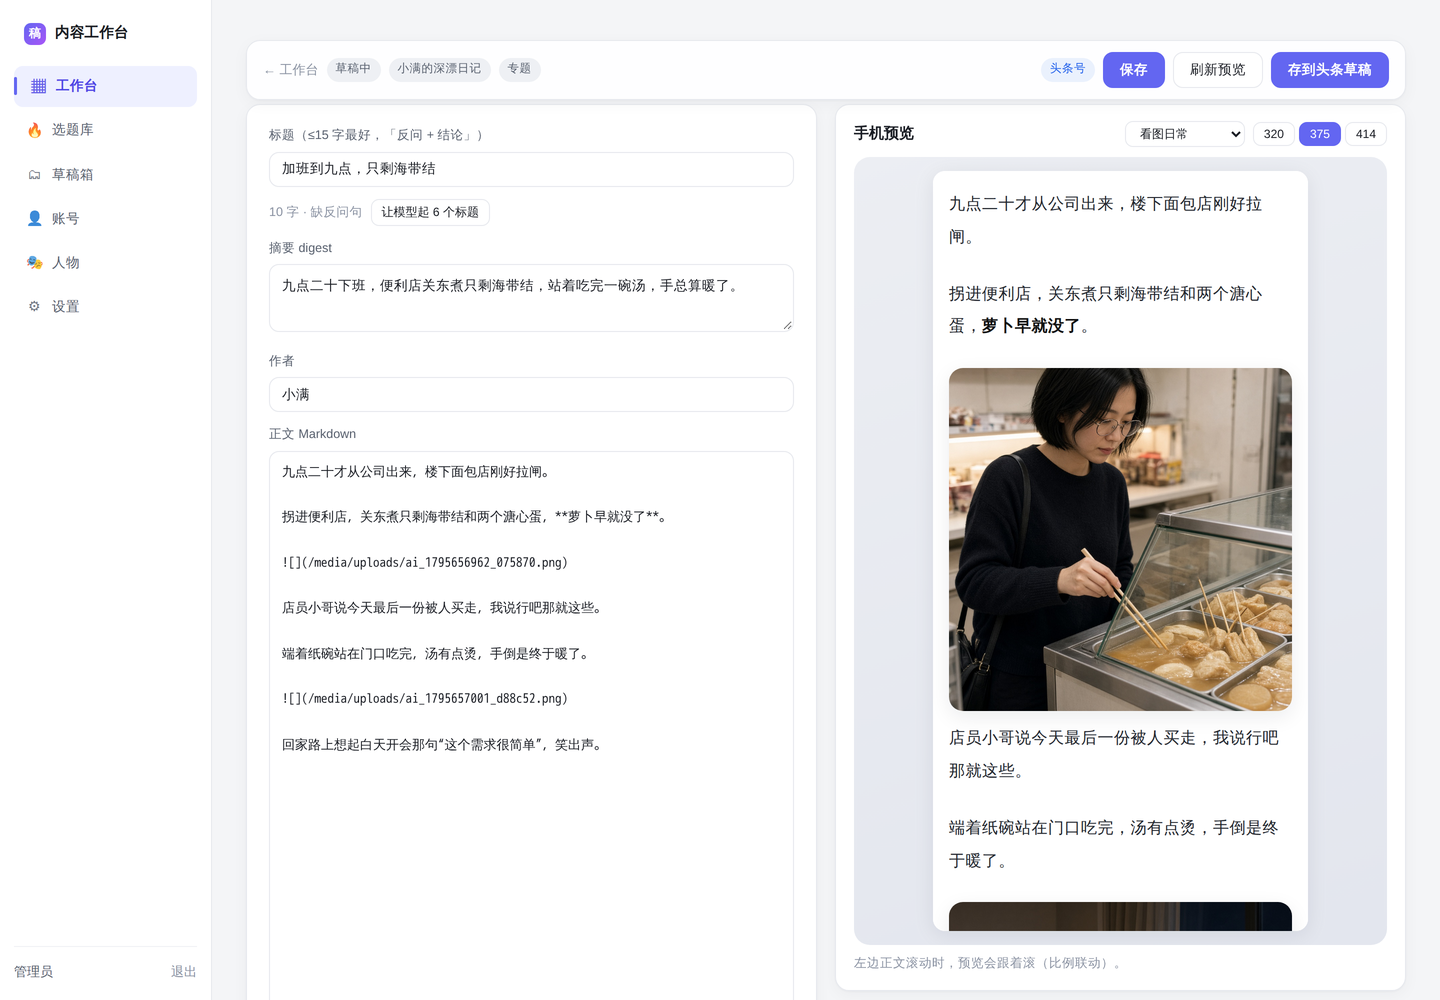 稿 内容工作台
工作台
选题库
草稿箱
账号
人物
设置
管理员 退出
← 工作台 草稿中 小满的深漂日记 专题 头条号 保存 刷新预览 存到头条草稿
标题（≤15 字最好，「反问 + 结论」）
加班到九点，只剩海带结
10 字 · 缺反问句 让模型起 6 个标题
摘要 digest
九点二十下班，便利店关东煮只剩海带结，站着吃完一碗汤，手总算暖了。
作者
小满
正文 Markdown
九点二十才从公司出来，楼下面包店刚好拉闸。
拐进便利店，关东煮只剩海带结和两个溏心蛋，**萝卜早就没了**。
![](/media/uploads/ai_1795656962_075870.png)
店员小哥说今天最后一份被人买走，我说行吧那就这些。
端着纸碗站在门口吃完，汤有点烫，手倒是终于暖了。
![](/media/uploads/ai_1795657001_d88c52.png)
回家路上想起白天开会那句“这个需求很简单”，笑出声。
手机预览 看图日常 320 375 414
九点二十才从公司出来，楼下面包店刚好拉
闸。
拐进便利店，关东煮只剩海带结和两个溏心
蛋，萝卜早就没了。
店员小哥说今天最后一份被人买走，我说行吧
那就这些。
端着纸碗站在门口吃完，汤有点烫，手倒是终
于暖了。
左边正文滚动时，预览会跟着滚（比例联动）。